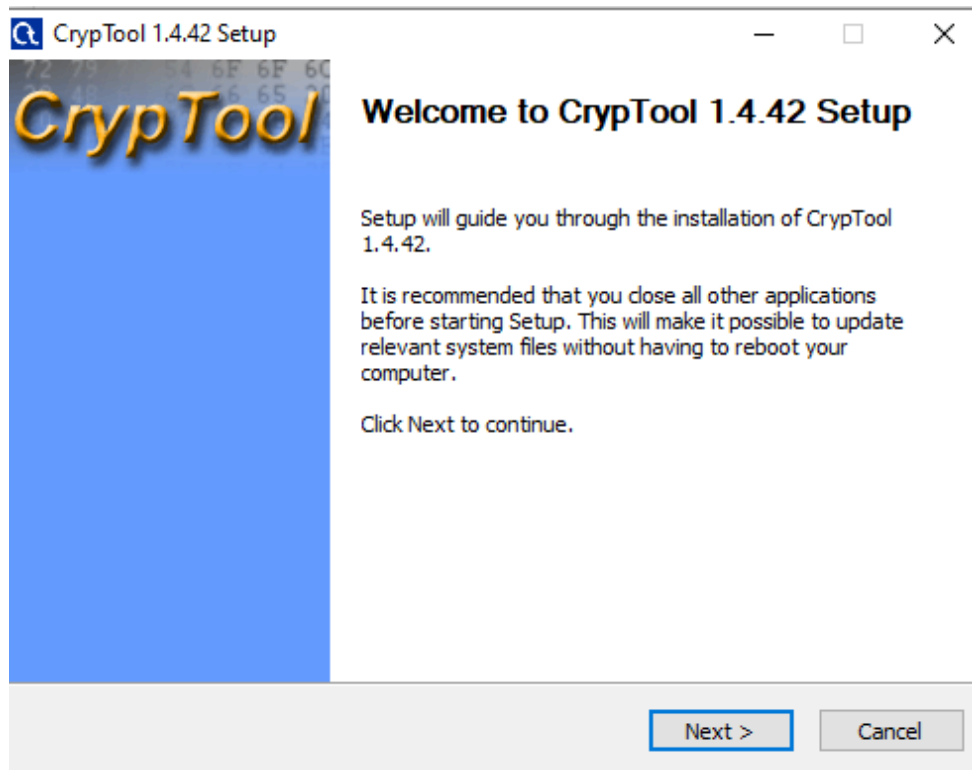 CrypTool 1.4.42 Setup
CrypTool
Welcome to CrypTool 1.4.42 Setup
Setup will guide you through the installation of CrypTool
1.4.42.
It is recommended that you close all other applications
before starting Setup. This will make it possible to update
relevant system files without having to reboot your
computer.
Click Next to continue.
Next >
Cancel